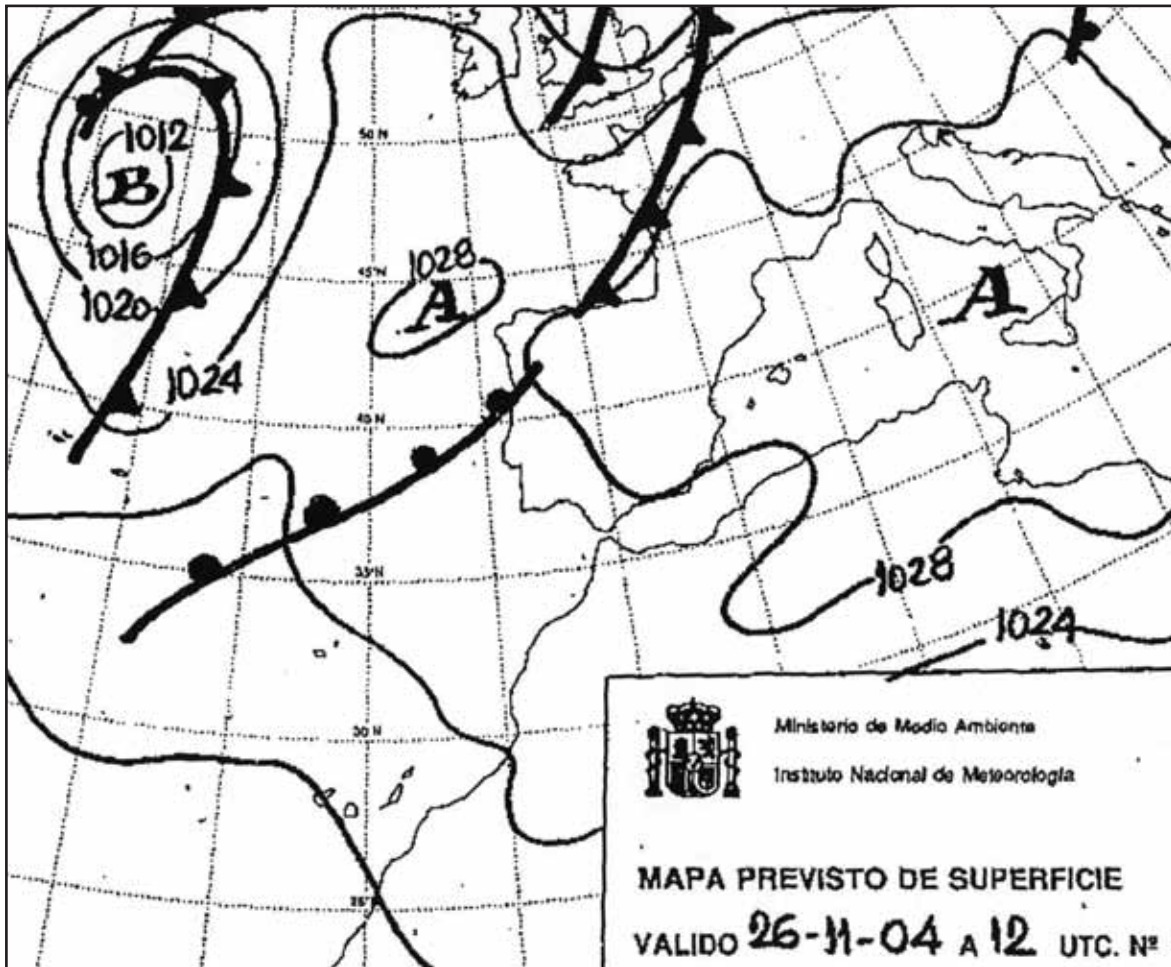 1012
B
50 N
1016
1028
45°N
A
A
1020
1024
40 N
35°N
1028
1024
30 N
25°N
Ministerio de Medio Ambiente
Instituto Nacional de Meteorología
MAPA PREVISTO DE SUPERFICIE
VALIDO 26-11-04 A 12 UTC. Nº